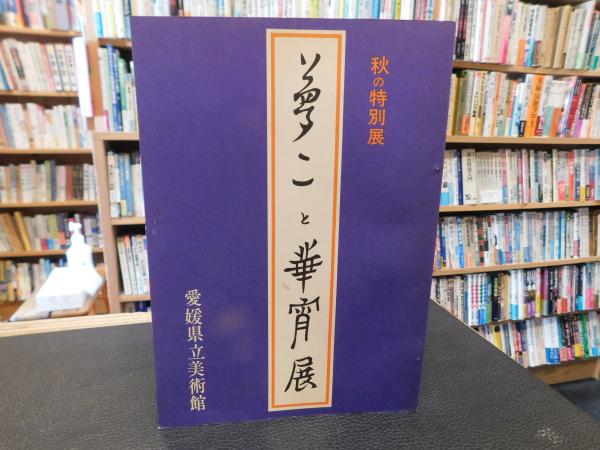 秋の特別展
夢二と華宵展
愛媛県立美術館